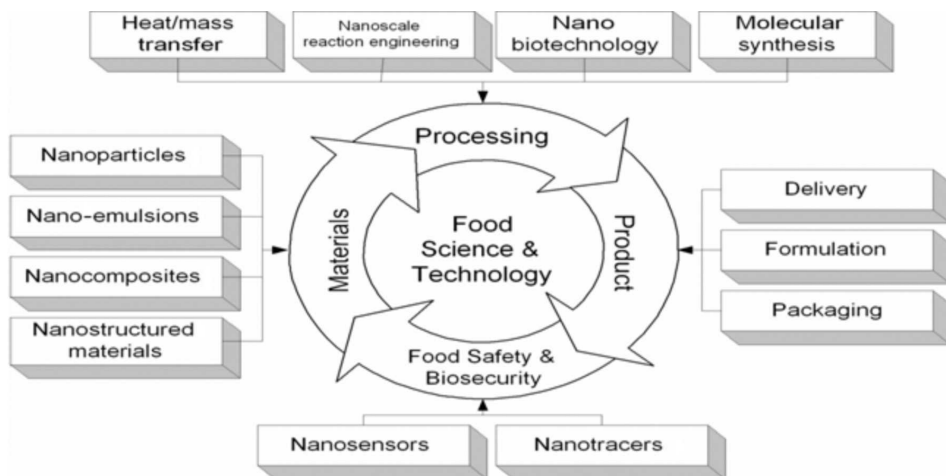 Heat/mass
transfer
Nanoscale
reaction engineering
Nano
biotechnology
Molecular
synthesis
Processing
Nanoparticles
Nano-emulsions
Nanocomposites
Nanostructured
materials
Materials
Food
Science &
Technology
Product
Delivery
Formulation
Packaging
Food Safety &
Biosecurity
Nanosensors
Nanotracers